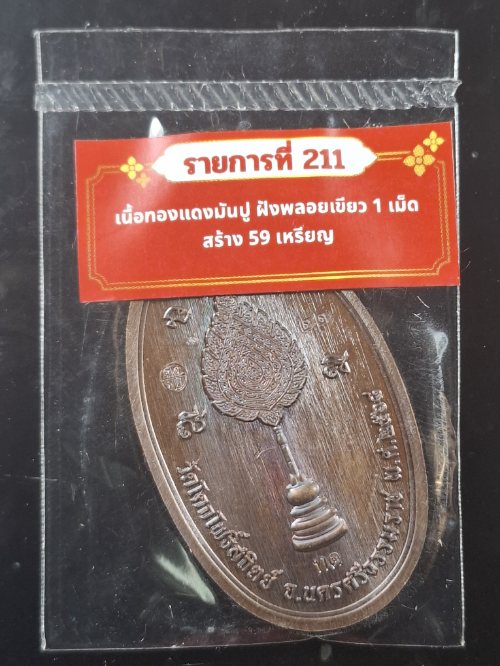 รายการที่ 211
เนื้อทองแดงมันปู ฝังพลอยเขียว 1 เม็ด
สร้าง 59 เหรียญ
วัดโคกโพธิ์สถิตย์ จ.นครศรีธรรมราช